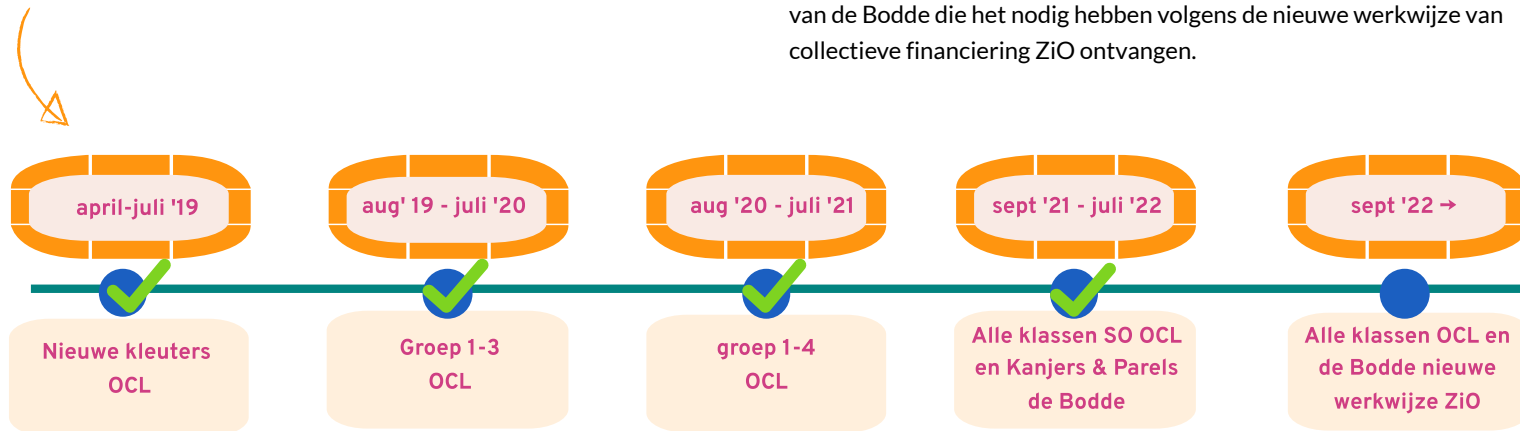 van de Bodde die het nodig hebben volgens de nieuwe werkwijze van
collectieve financiering ZiO ontvangen.
april-juli '19
aug' 19 - juli '20
aug '20 - juli '21
sept '21 - juli '22
sept '22 →
Nieuwe kleuters
OCL
Groep 1-3
OCL
groep 1-4
OCL
Alle klassen SO OCL
en Kanjers & Parels
de Bodde
Alle klassen OCL en
de Bodde nieuwe
werkwijze ZiO